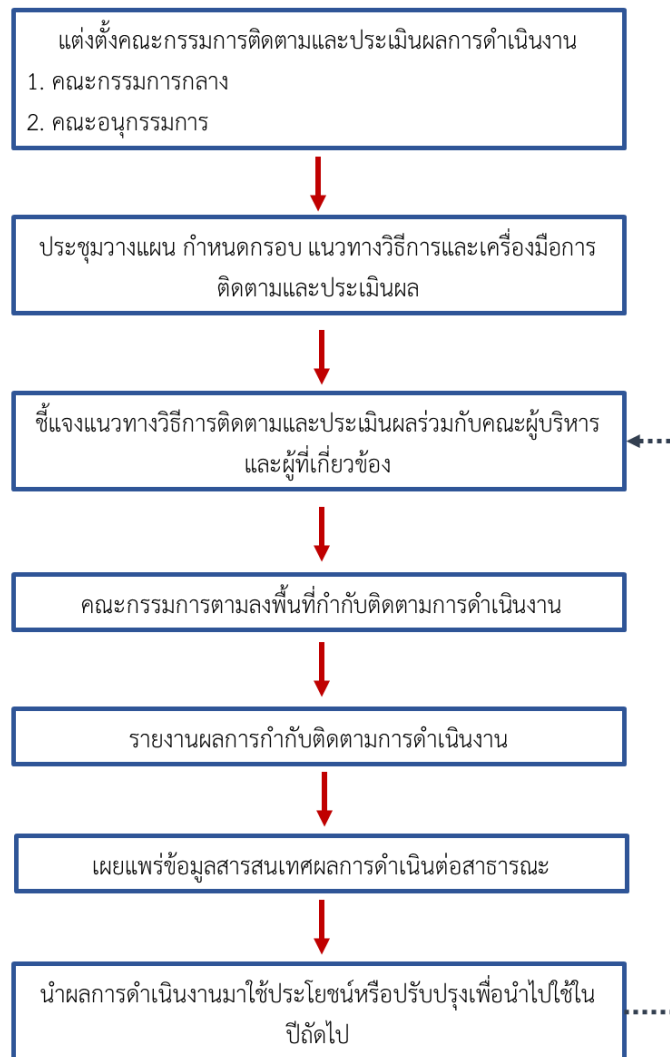 แต่งตั้งคณะกรรมการติดตามและประเมินผลการดำเนินงาน
1. คณะกรรมการกลาง
2. คณะอนุกรรมการ
ประชุมวางแผน กำหนดกรอบ แนวทางวิธีการและเครื่องมือการ
ติดตามและประเมินผล
ชี้แจงแนวทางวิธีการติดตามและประเมินผลร่วมกับคณะผู้บริหาร
และผู้ที่เกี่ยวข้อง
คณะกรรมการตามลงพื้นที่กำกับติดตามการดำเนินงาน
รายงานผลการกำกับติดตามการดำเนินงาน
เผยแพร่ข้อมูลสารสนเทศผลการดำเนินต่อสาธารณะ
นำผลการดำเนินงานมาใช้ประโยชน์หรือปรับปรุงเพื่อนำไปใช้ใน
ปีถัดไป